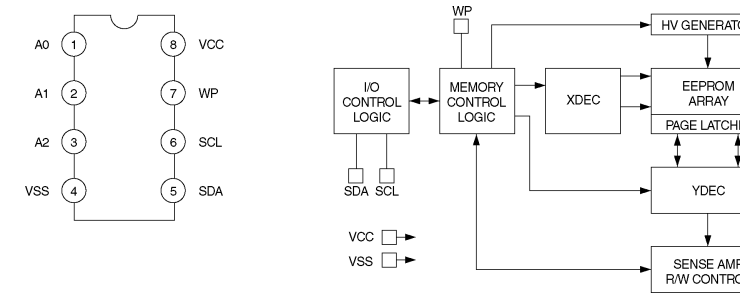 A0 1 8 VCC
A1 2 7 WP
A2 3 6 SCL
VSS 4 5 SDA
WP
HV GENERATO
I/O
CONTROL
LOGIC
MEMORY
CONTROL
LOGIC
XDEC
EEPROM
ARRAY
PAGE LATCHE
SDA SCL
YDEC
VCC
VSS
SENSE AMP
R/W CONTRO